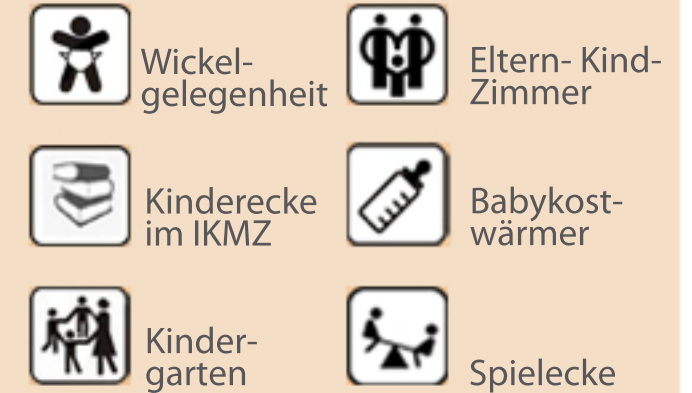 Wickel-
gelegenheit
Eltern- Kind-
Zimmer
Kinderecke
im IKMZ
Babykost-
wärmer
Kinder-
garten
Spielecke